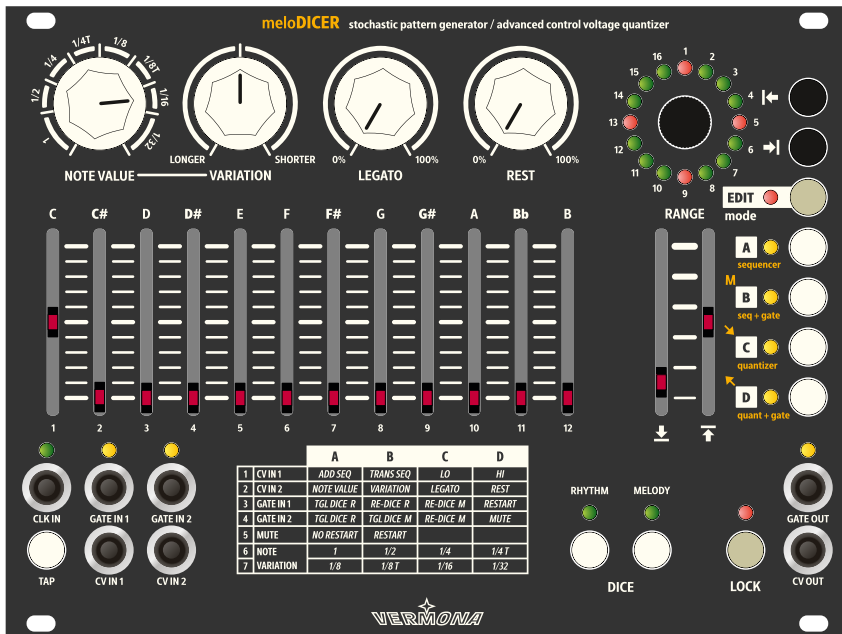 meloDICER stochastic pattern generator / advanced control voltage quantizer
1 1/2 1/4 1/4T 1/8 1/8T 1/16 1/32
LONGER SHORTER
0% 100%
0% 100%
NOTE VALUE VARIATION LEGATO REST
1 2 3 4 5 6 7 8 9 10 11 12 13 14 15 16
EDIT
mode
C C# D D# E F F# G G# A Bb B
RANGE
A
sequencer
M
B
seq + gate
C
quantizer
D
quant + gate
1 2 3 4 5 6 7 8 9 10 11 12
A B C D
1 CV IN 1 ADD SEQ TRANS SEQ LO HI
2 CV IN 2 NOTE VALUE VARIATION LEGATO REST
3 GATE IN 1 TGL DICE R RE-DICE R RE-DICE M RESTART
4 GATE IN 2 TGL DICE R TGL DICE M RE-DICE M MUTE
5 MUTE NO RESTART RESTART
6 NOTE 1 1/2 1/4 1/4 T
7 VARIATION 1/8 1/8 T 1/16 1/32
CLK IN GATE IN 1 GATE IN 2
TAP CV IN 1 CV IN 2
RHYTHM MELODY
DICE
LOCK
GATE OUT
CV OUT
VERMONA